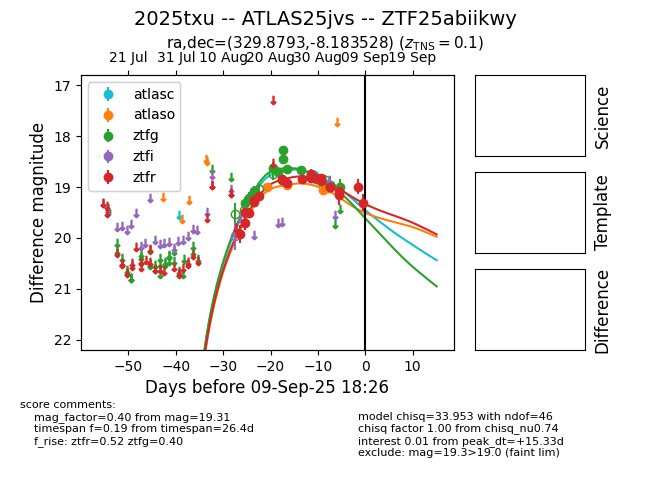 2025txu -- ATLAS25jvs -- ZTF25abiikwy
ra,dec=(329.8793,-8.183528) (z_TNS = 0.1)
21 Jul 31 Jul 10 Aug 20 Aug 30 Aug 09 Sep 19 Sep
17
18
19
20
21
22
Difference magnitude
atlasc
atlaso
ztfg
ztfi
ztfr
−50 −40 −30 −20 −10 0 10
Days before 09-Sep-25 18:26
Science
Template
Difference
score comments:
mag_factor=0.40 from mag=19.31
timespan f=0.19 from timespan=26.4d
f_rise: ztfr=0.52 ztfg=0.40
model chisq=33.953 with ndof=46
chisq factor 1.00 from chisq_nu0.74
interest 0.01 from peak_dt=+15.33d
exclude: mag=19.3>19.0 (faint lim)